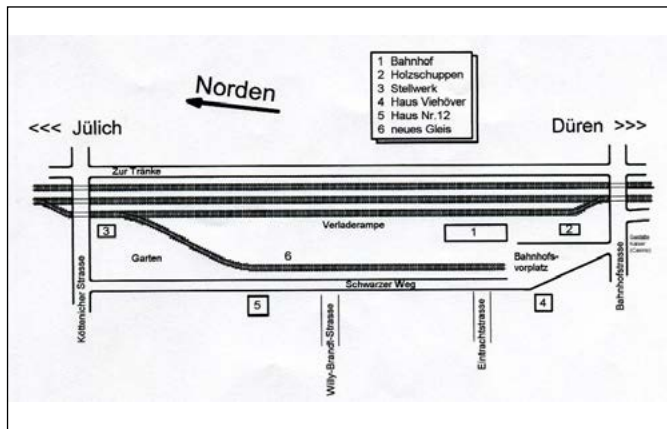 1 Bahnhof
2 Holzschuppen
3 Stellwerk
4 Haus Viehöver
5 Haus Nr.12
6 neues Gleis
Norden
<<< Jülich
Düren >>>
Zur Tränke
Verladerampe
3
1
2
Garten
6
Bahnhofs-
vorplatz
Schwarzer Weg
5
4
Köttenicher Strasse
Willy-Brandt-Strasse
Eintrachtstrasse
Bahnhofstrasse